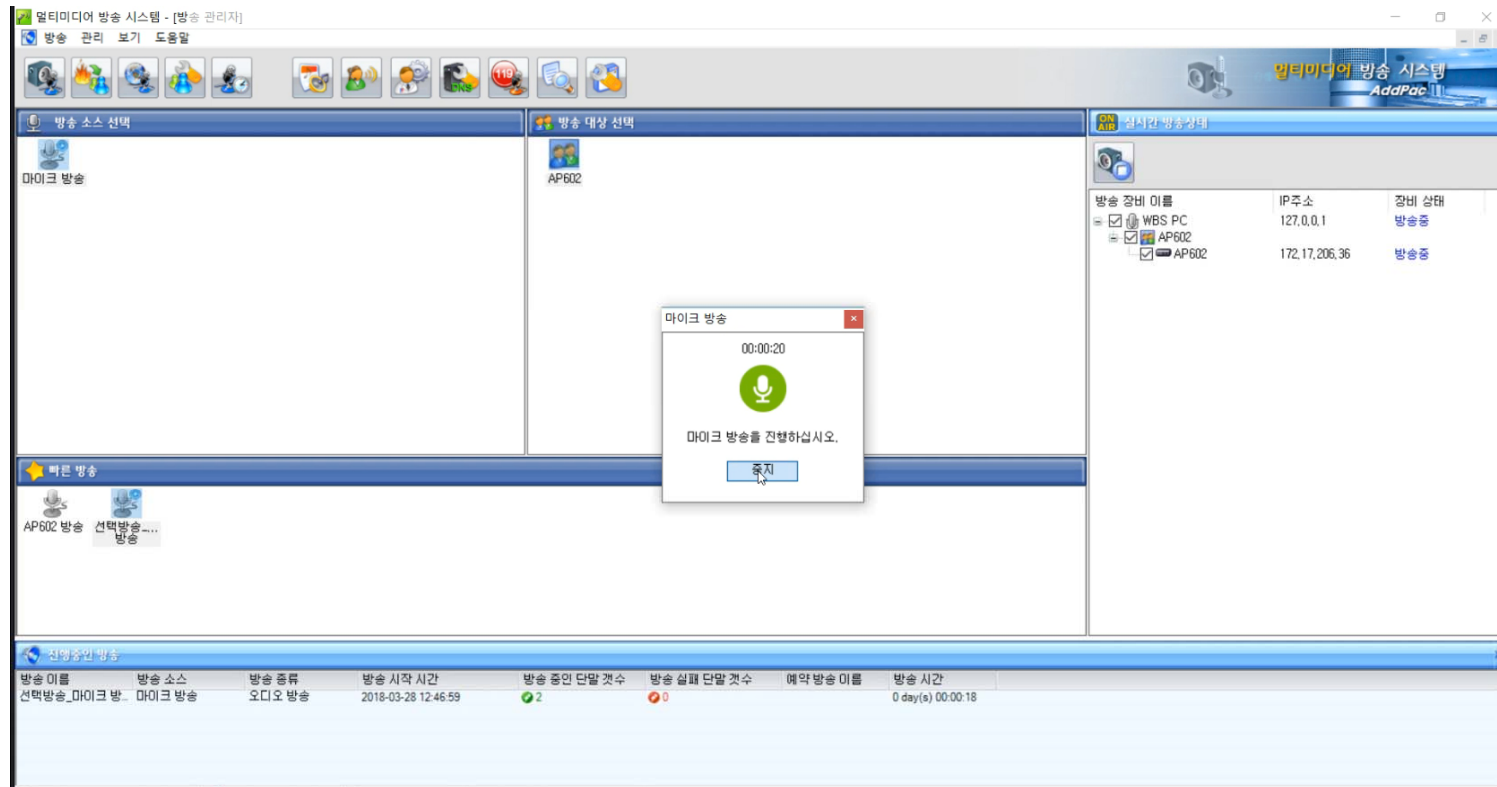 멀티미디어 방송 시스템 - [방송 관리자]
방송 관리 보기 도움말
119
DKS
멀티미디어 방송 시스템
AddPac
방송 소스 선택
방송 대상 선택
ON AIR 실시간 방송상태
마이크 방송
AP602
방송 장비 이름 IP주소 장비 상태
WBS PC 127,0,0,1 방송중
AP602
AP602 172,17,206,36 방송중
마이크 방송
00:00:20
마이크 방송을 진행하십시오.
중지
빠른 방송
AP602 방송 선택방송_...
방송
진행중인 방송
방송 이름 방송 소스 방송 종류 방송 시작 시간 방송 중인 단말 갯수 방송 실패 단말 갯수 예약 방송 이름 방송 시간
선택방송_마이크 방... 마이크 방송 오디오 방송 2018-03-28 12:46:59 2 0 0 day(s) 00:00:18